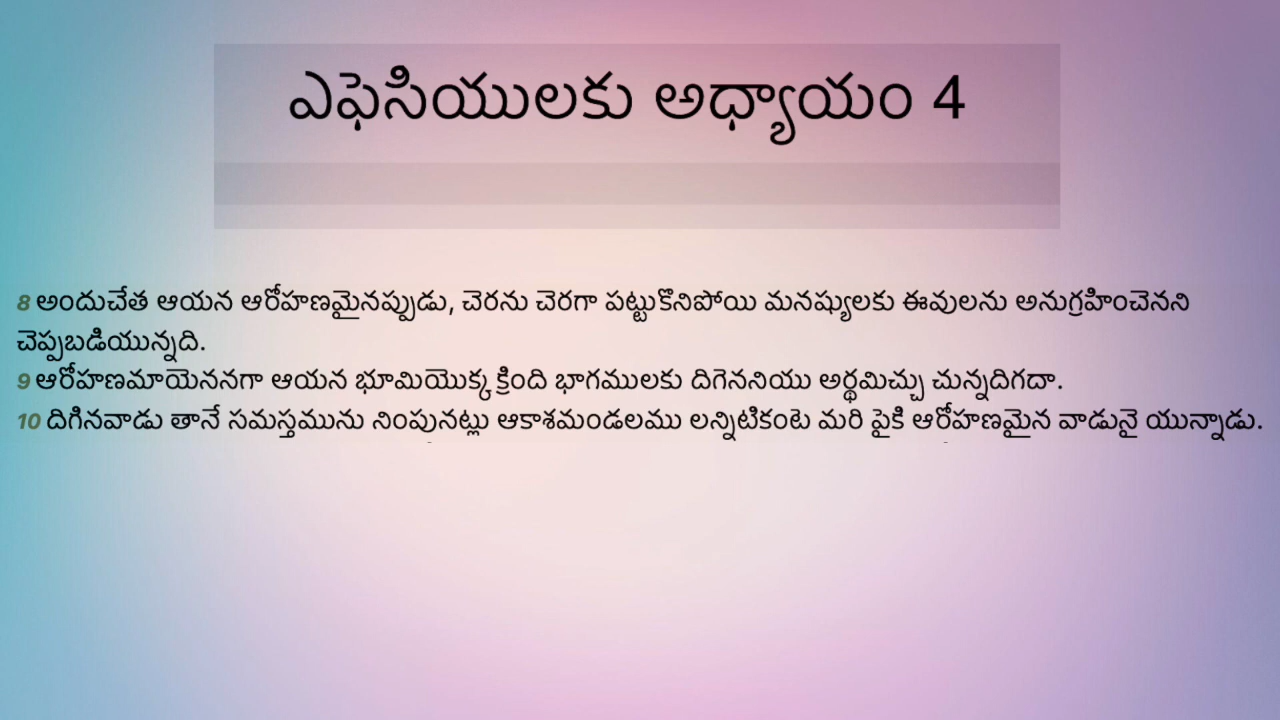 ఎఫెసియులకు అధ్యాయం 4
8 అందుచేత ఆయన ఆరోహణమైనప్పుడు, చెరను చెరగా పట్టుకొనిపోయి మనష్యులకు ఈవులను అనుగ్రహించెనని
చెప్పబడియున్నది.
9 ఆరోహణమాయెననగా ఆయన భూమియొక్క క్రింది భాగములకు దిగెననియు అర్థమిచ్చు చున్నదిగదా.
10 దిగినవాడు తానే సమస్తమును నింపునట్లు ఆకాశమండలము లన్నిటికంటె మరి పైకి ఆరోహణమైన వాడునై యున్నాడు.